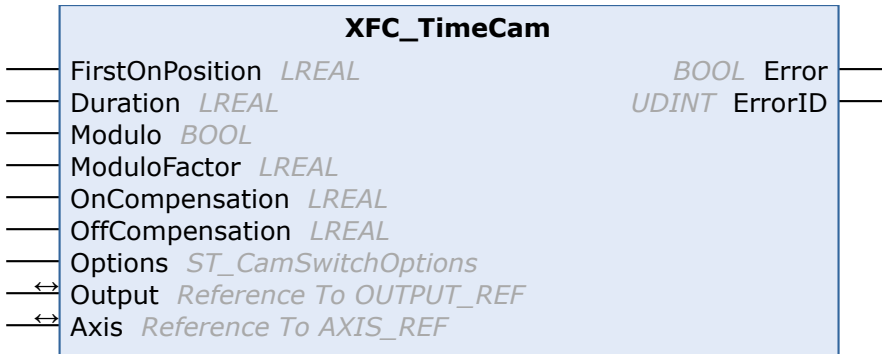 XFC_TimeCam
FirstOnPosition LREAL BOOL Error
Duration LREAL UDINT ErrorID
Modulo BOOL
ModuloFactor LREAL
OnCompensation LREAL
OffCompensation LREAL
Options ST_CamSwitchOptions
↔ Output Reference To OUTPUT_REF
↔ Axis Reference To AXIS_REF